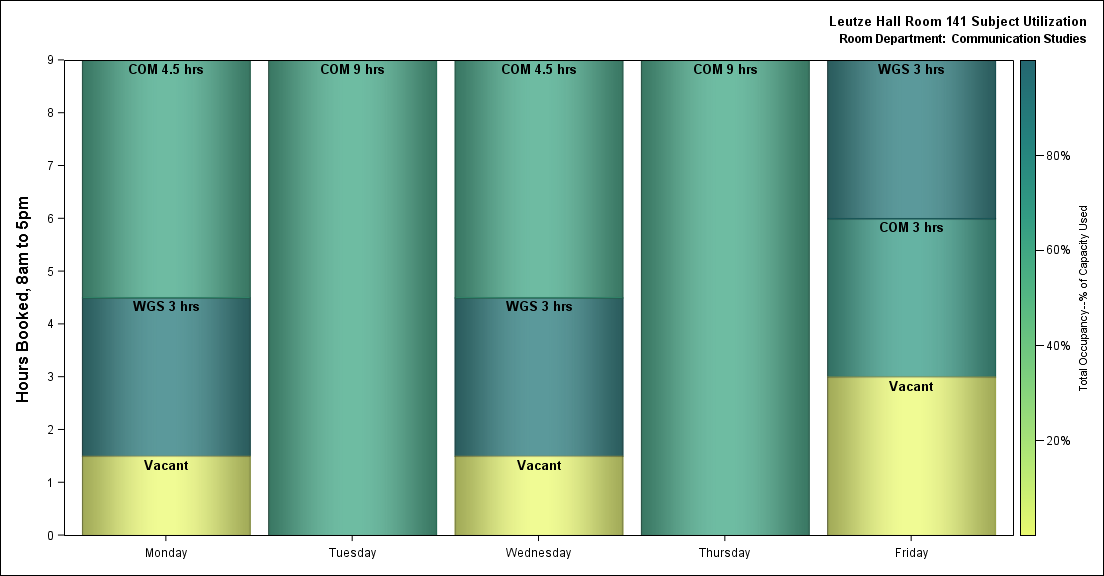 Leutze Hall Room 141 Subject Utilization
Room Department:  Communication Studies
Hours Booked, 8am to 5pm
9
8
7
6
5
4
3
2
1
0
COM 4.5 hrs
WGS 3 hrs
Vacant
COM 9 hrs
COM 4.5 hrs
WGS 3 hrs
Vacant
COM 9 hrs
WGS 3 hrs
COM 3 hrs
Vacant
Monday
Tuesday
Wednesday
Thursday
Friday
80%
60%
40%
20%
Total Occupancy--% of Capacity Used